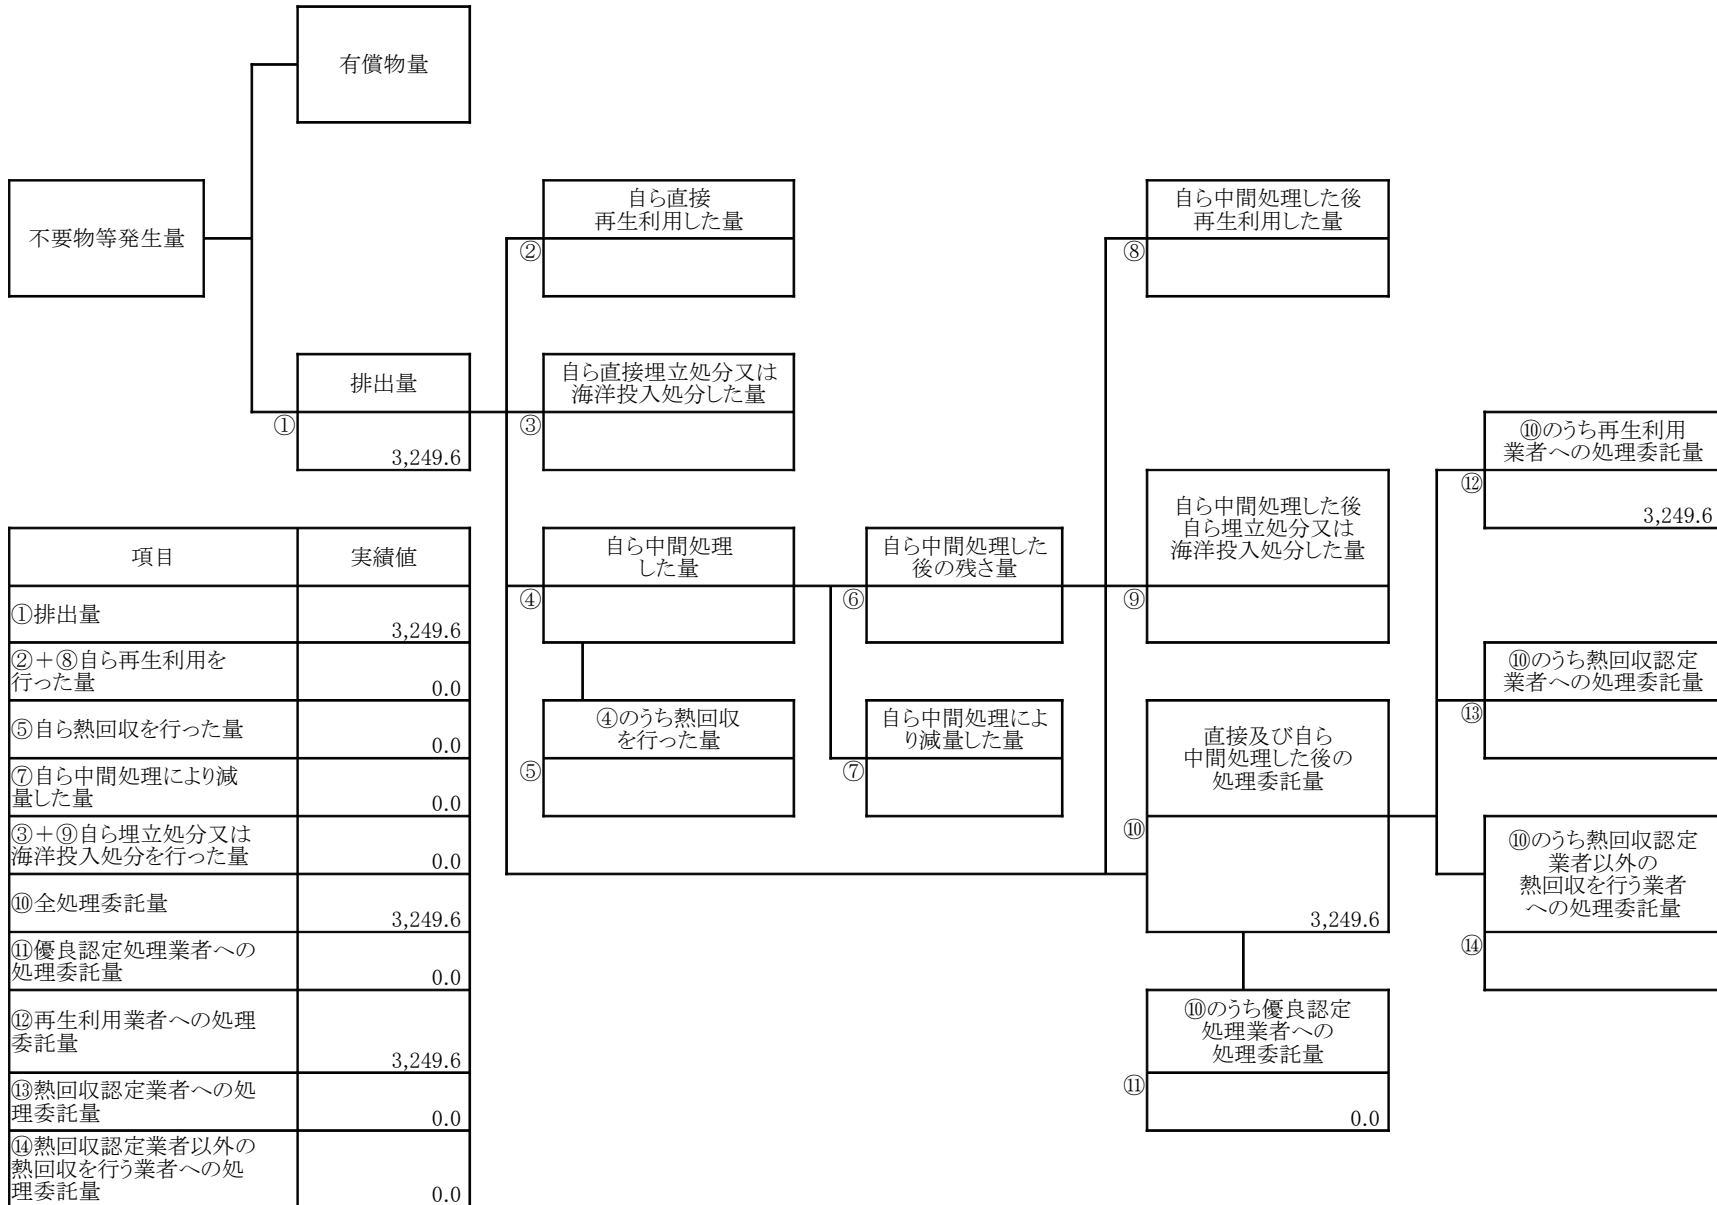 有償物量
不要物等発生量
自ら直接
再生利用した量
②
自ら中間処理した後
再生利用した量
⑧
排出量
①
3,249.6
自ら直接埋立処分又は
海洋投入処分した量
③
⑩のうち再生利用
業者への処理委託量
⑫
3,249.6
自ら中間処理
した量
④
自ら中間処理した
後の残さ量
⑥
自ら中間処理した後
自ら埋立処分又は
海洋投入処分した量
⑨
⑩のうち熱回収認定
業者への処理委託量
⑬
④のうち熱回収
を行った量
⑤
自ら中間処理によ
り減量した量
⑦
直接及び自ら
中間処理した後の
処理委託量
⑩
3,249.6
⑩のうち熱回収認定
業者以外の
熱回収を行う業者
への処理委託量
⑭
⑩のうち優良認定
処理業者への
処理委託量
⑪
0.0
項目 実績値
①排出量
3,249.6
②＋⑧自ら再生利用を
行った量
0.0
⑤自ら熱回収を行った量
0.0
⑦自ら中間処理により減
量した量
0.0
③＋⑨自ら埋立処分又は
海洋投入処分を行った量
0.0
⑩全処理委託量
3,249.6
⑪優良認定処理業者への
処理委託量
0.0
⑫再生利用業者への処理
委託量
3,249.6
⑬熱回収認定業者への処
理委託量
0.0
⑭熱回収認定業者以外の
熱回収を行う業者への処
理委託量
0.0